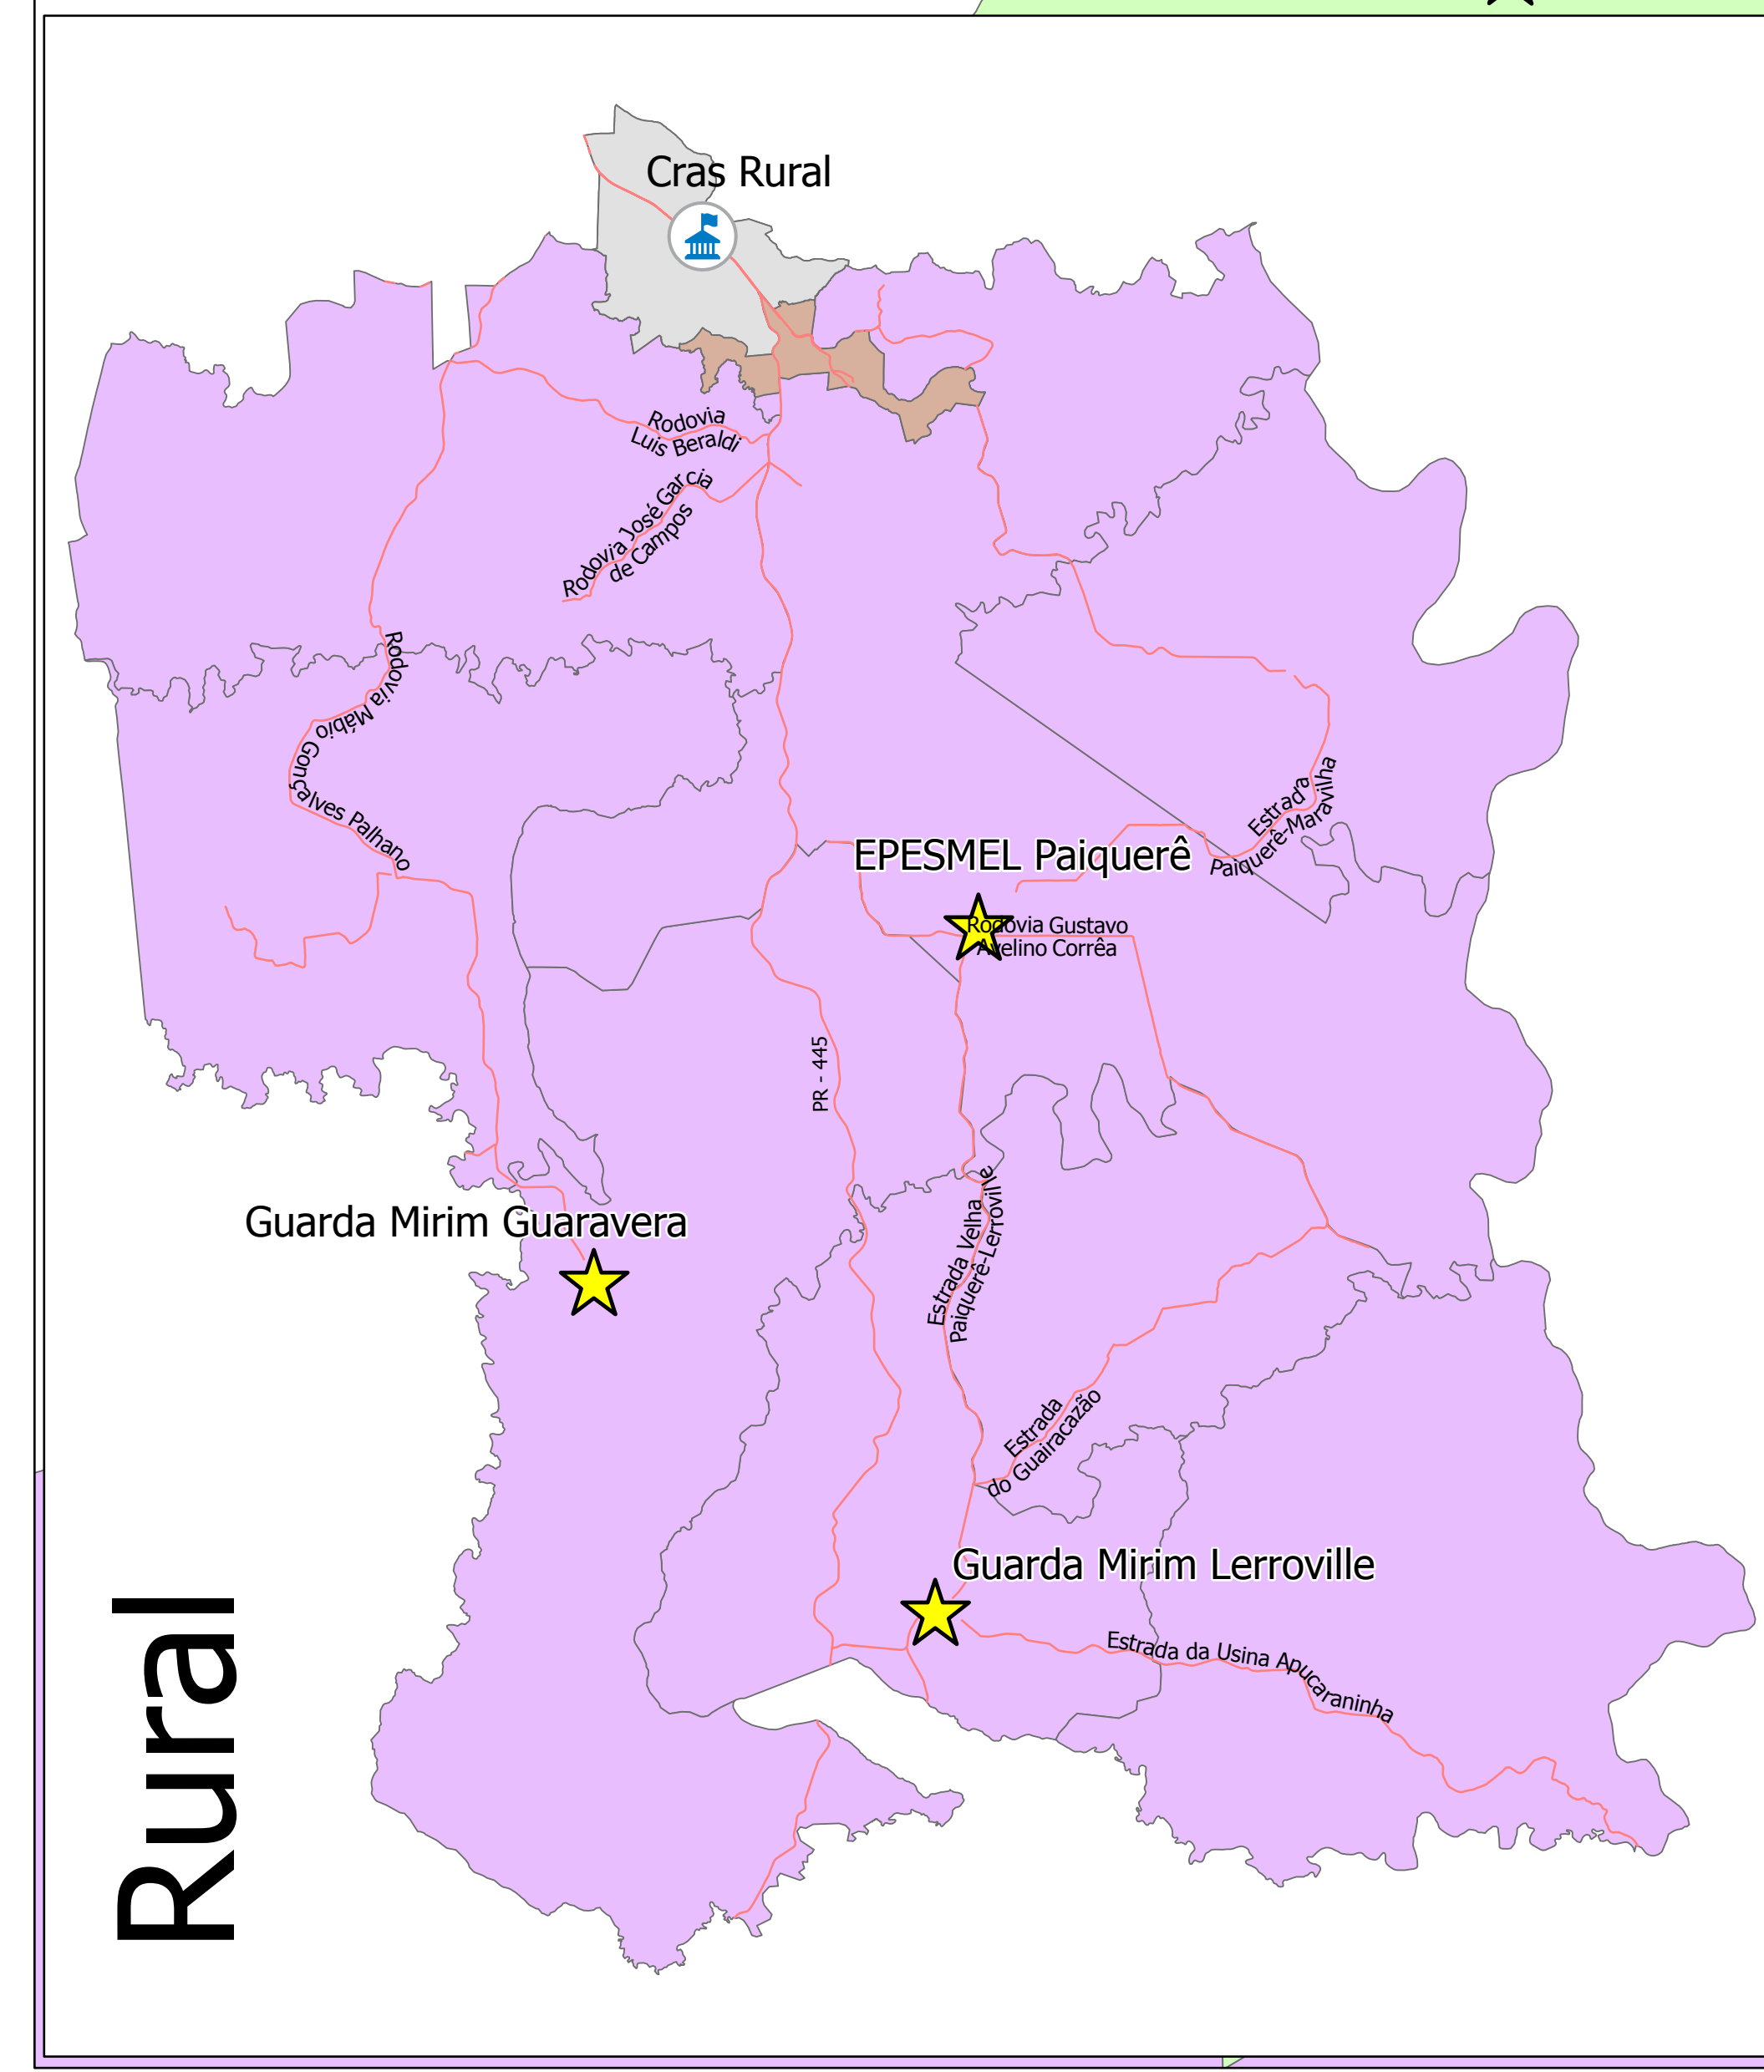 Cras Rural
Rodovia
Luis Beraldi
Rodovia José Garcia
de Campos
Rodovia Mábio Gonçalves Palhano
Estrada
Paiquerê-Maravilha
EPESMEL Paiquerê
Rodovia Gustavo
Avelino Corrêa
PR - 445
Guarda Mirim Guaravera
Estrada Velha
Paiquerê-Lerroville
Estrada
do Guairacazão
Guarda Mirim Lerroville
Estrada da Usina Apucaraninha
Rural